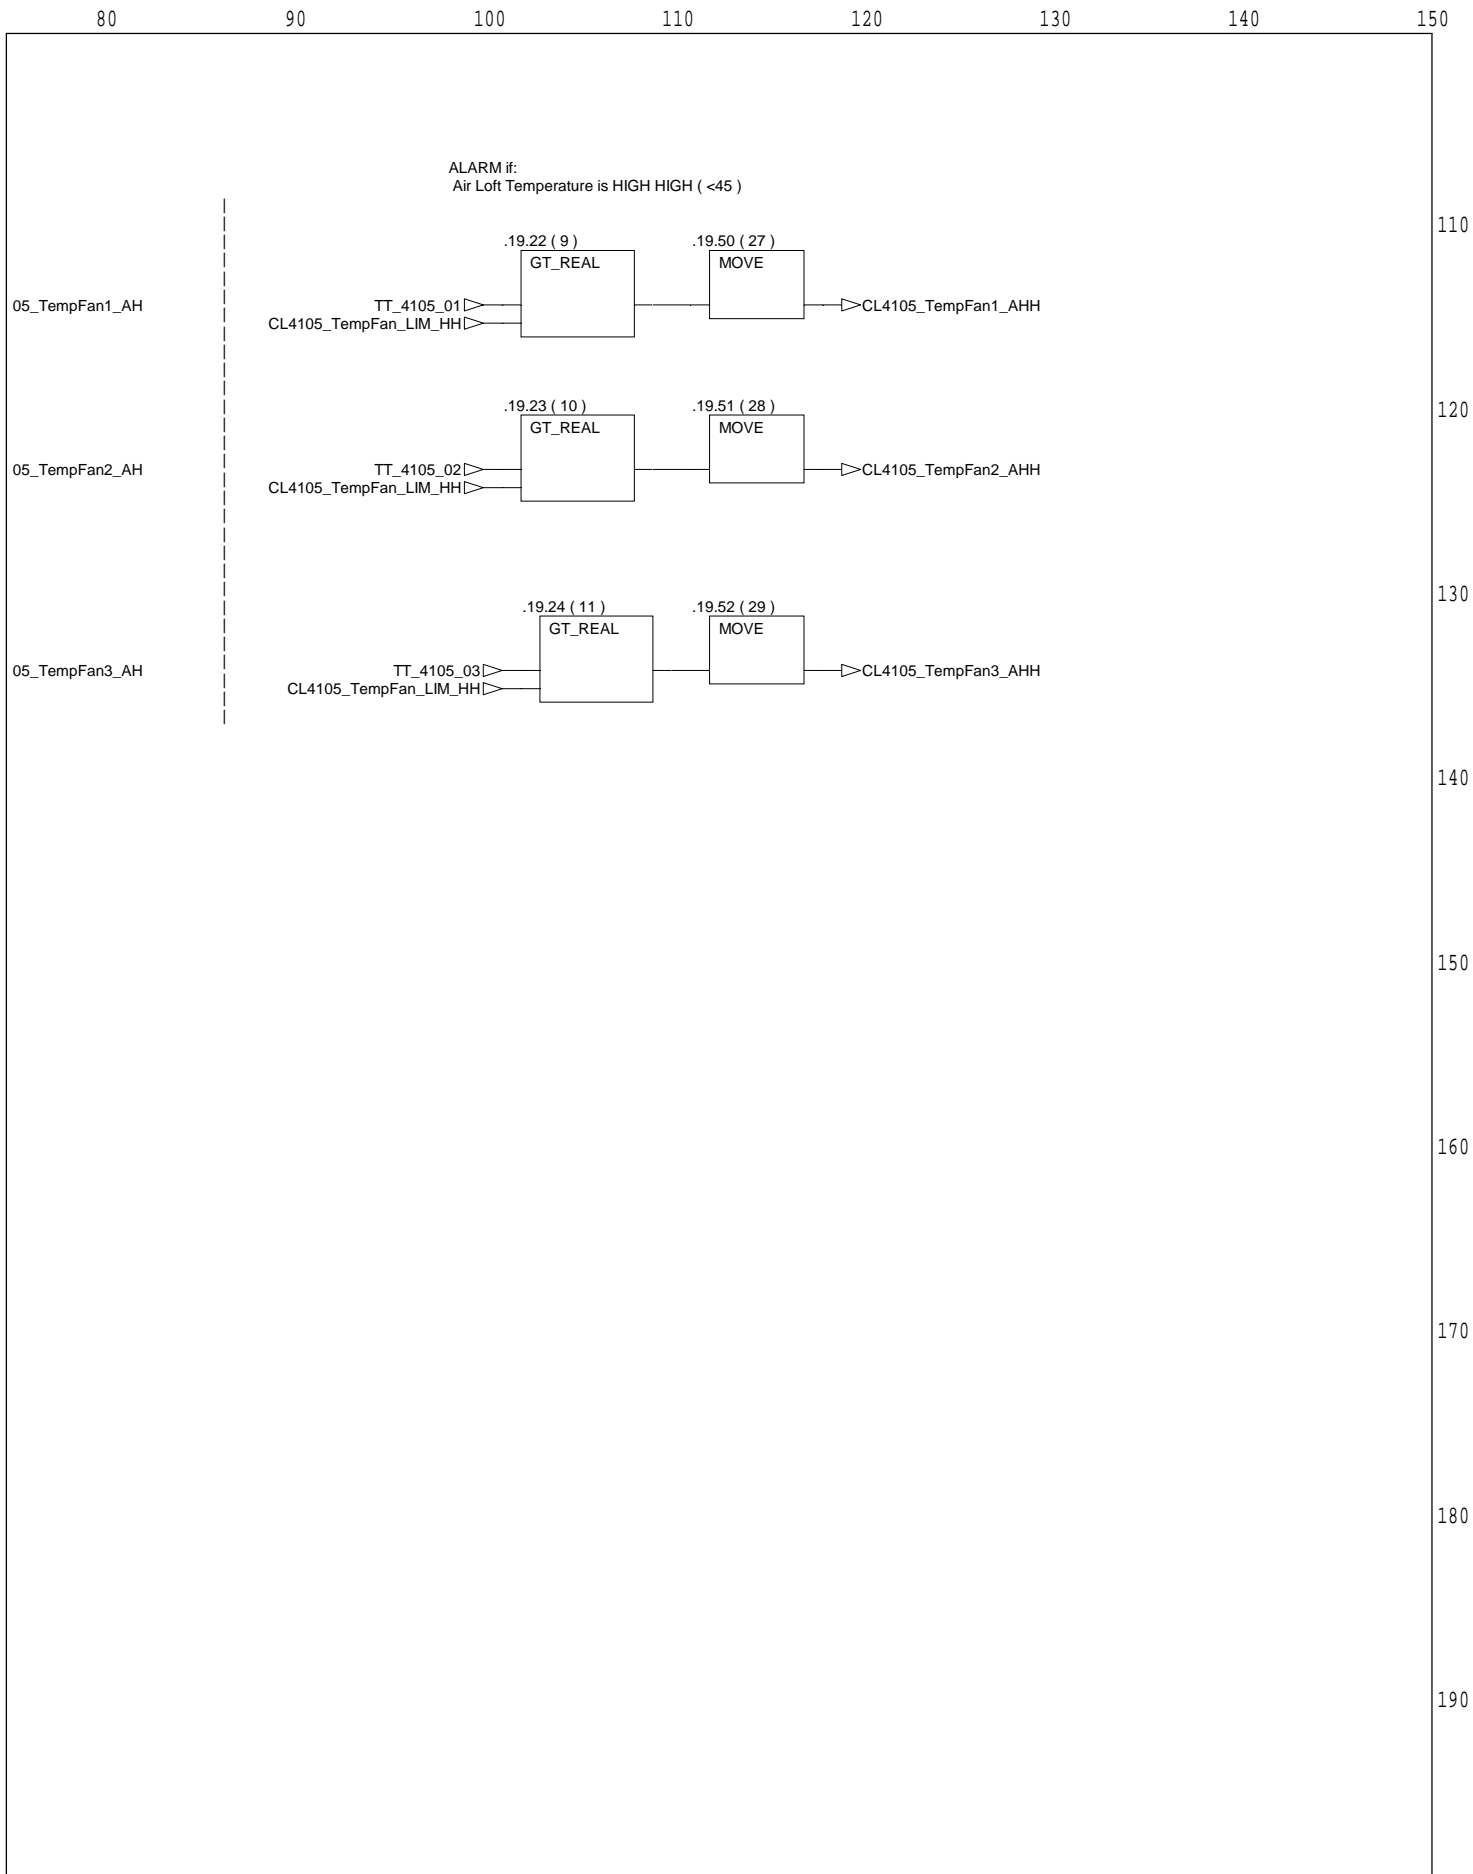 80 90 100 110 120 130 140 150
ALARM if:
Air Loft Temperature is HIGH HIGH ( <45 )
110
.19.22 ( 9 ) .19.50 ( 27 )
GT_REAL MOVE
05_TempFan1_AH TT_4105_01 CL4105_TempFan1_AHH
CL4105_TempFan_LIM_HH
120
.19.23 ( 10 ) .19.51 ( 28 )
GT_REAL MOVE
05_TempFan2_AH TT_4105_02 CL4105_TempFan2_AHH
CL4105_TempFan_LIM_HH
130
.19.24 ( 11 ) .19.52 ( 29 )
GT_REAL MOVE
05_TempFan3_AH TT_4105_03 CL4105_TempFan3_AHH
CL4105_TempFan_LIM_HH
140
150
160
170
180
190